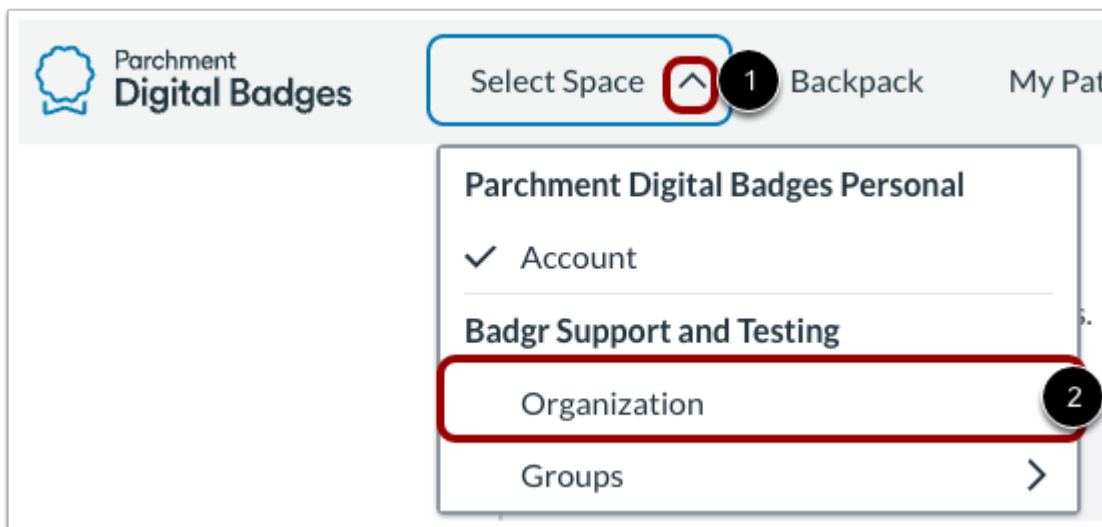 Parchment
Digital Badges
Select Space 1 Backpack My Pat
Parchment Digital Badges Personal
Account
Badgr Support and Testing
s.
Organization 2
Groups